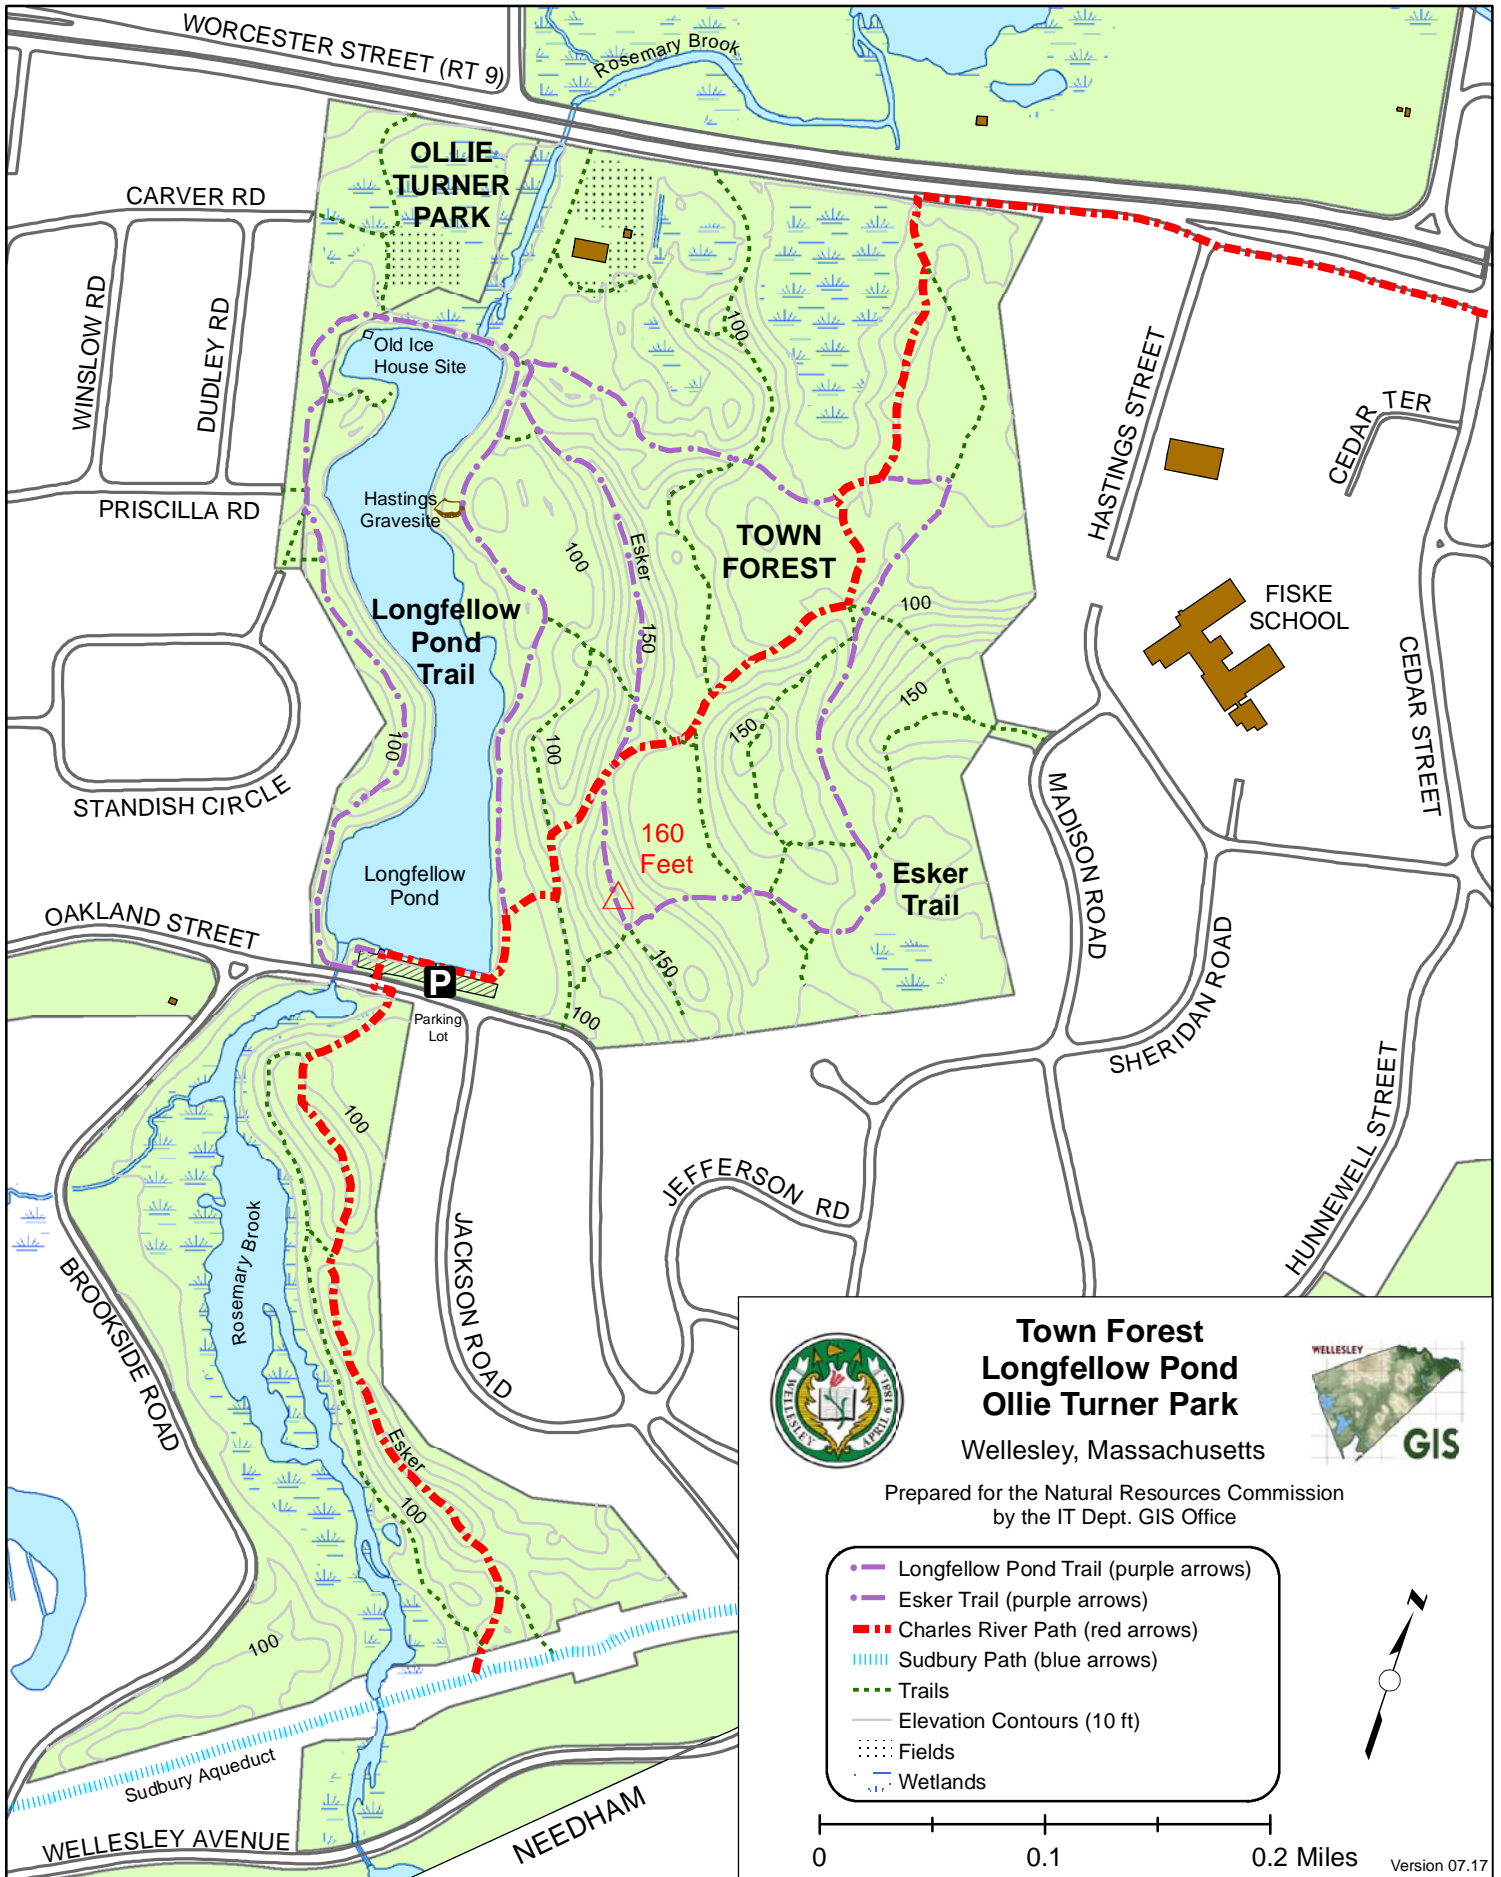 WORCESTER STREET (RT 9)
Rosemary Brook
OLLIE
TURNER
PARK
CARVER RD
WINSLOW RD
DUDLEY RD
Old Ice
House Site
100
HASTINGS STREET
CEDAR TER
PRISCILLA RD
Hastings
Gravesite
Esker
100
TOWN
FOREST
FISKE
SCHOOL
100
Longfellow
Pond
Trail
150
CEDAR STREET
150
150
100
100
STANDISH CIRCLE
MADISON ROAD
160
Feet
Longfellow
Pond
Esker
Trail
OAKLAND STREET
150
SHERIDAN ROAD
P
Parking
Lot
100
100
HUNNEWELL STREET
JEFFERSON RD
JACKSON ROAD
Rosemary Brook
BROOKSIDE ROAD
Esker
100
100
Sudbury Aqueduct
WELLESLEY AVENUE
NEEDHAM
Town Forest
Longfellow Pond
Ollie Turner Park
Wellesley, Massachusetts
WELLESLEY
APRIL 6 1881
WELLESLEY
GIS
Prepared for the Natural Resources Commission
by the IT Dept. GIS Office
Longfellow Pond Trail (purple arrows)
Esker Trail (purple arrows)
Charles River Path (red arrows)
Sudbury Path (blue arrows)
Trails
Elevation Contours (10 ft)
Fields
Wetlands
Z
0
0.1
0.2 Miles
Version 07.17